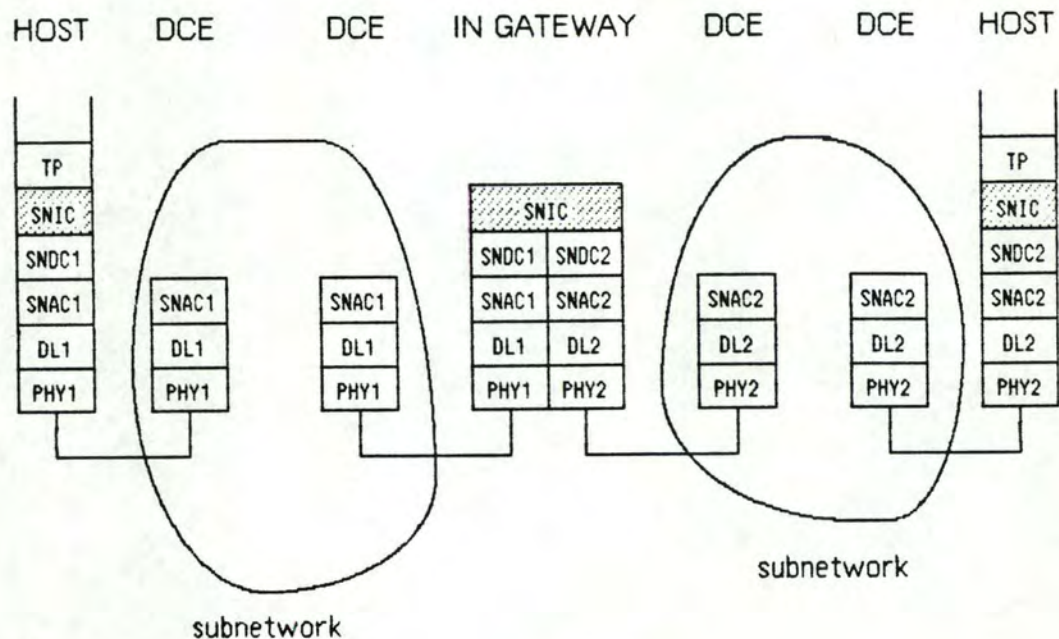 HOST DCE DCE IN GATEWAY DCE DCE HOST
TP TP
SNIC SNIC SNIC
SNDC1 SNDC1 SNDC2 SNDC2
SNAC1 SNAC1 SNAC1 SNAC1 SNAC2 SNAC2 SNAC2 SNAC2
DL1 DL1 DL1 DL1 DL2 DL2 DL2 DL2
PHY1 PHY1 PHY1 PHY1 PHY2 PHY2 PHY2 PHY2
subnetwork
subnetwork